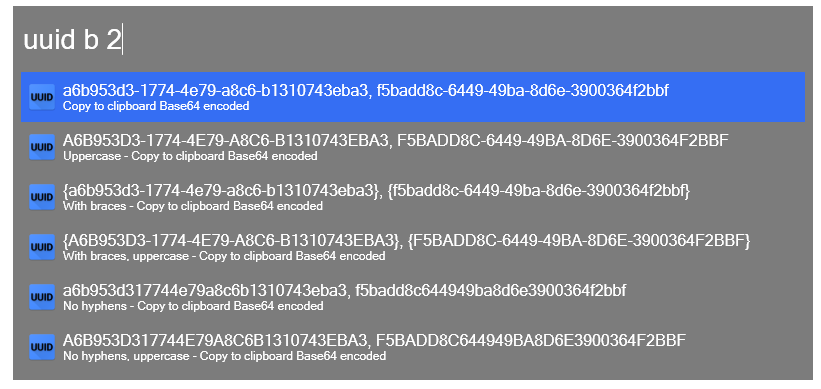 uuid b 2
UUID a6b953d3-1774-4e79-a8c6-b1310743eba3, f5badd8c-6449-49ba-8d6e-3900364f2bbf
Copy to clipboard Base64 encoded
UUID A6B953D3-1774-4E79-A8C6-B1310743EBA3, F5BADD8C-6449-49BA-8D6E-3900364F2BBF
Uppercase - Copy to clipboard Base64 encoded
UUID {a6b953d3-1774-4e79-a8c6-b1310743eba3}, {f5badd8c-6449-49ba-8d6e-3900364f2bbf}
With braces - Copy to clipboard Base64 encoded
UUID {A6B953D3-1774-4E79-A8C6-B1310743EBA3}, {F5BADD8C-6449-49BA-8D6E-3900364F2BBF}
With braces, uppercase - Copy to clipboard Base64 encoded
UUID a6b953d317744e79a8c6b1310743eba3, f5badd8c644949ba8d6e3900364f2bbf
No hyphens - Copy to clipboard Base64 encoded
UUID A6B953D317744E79A8C6B1310743EBA3, F5BADD8C644949BA8D6E3900364F2BBF
No hyphens, uppercase - Copy to clipboard Base64 encoded